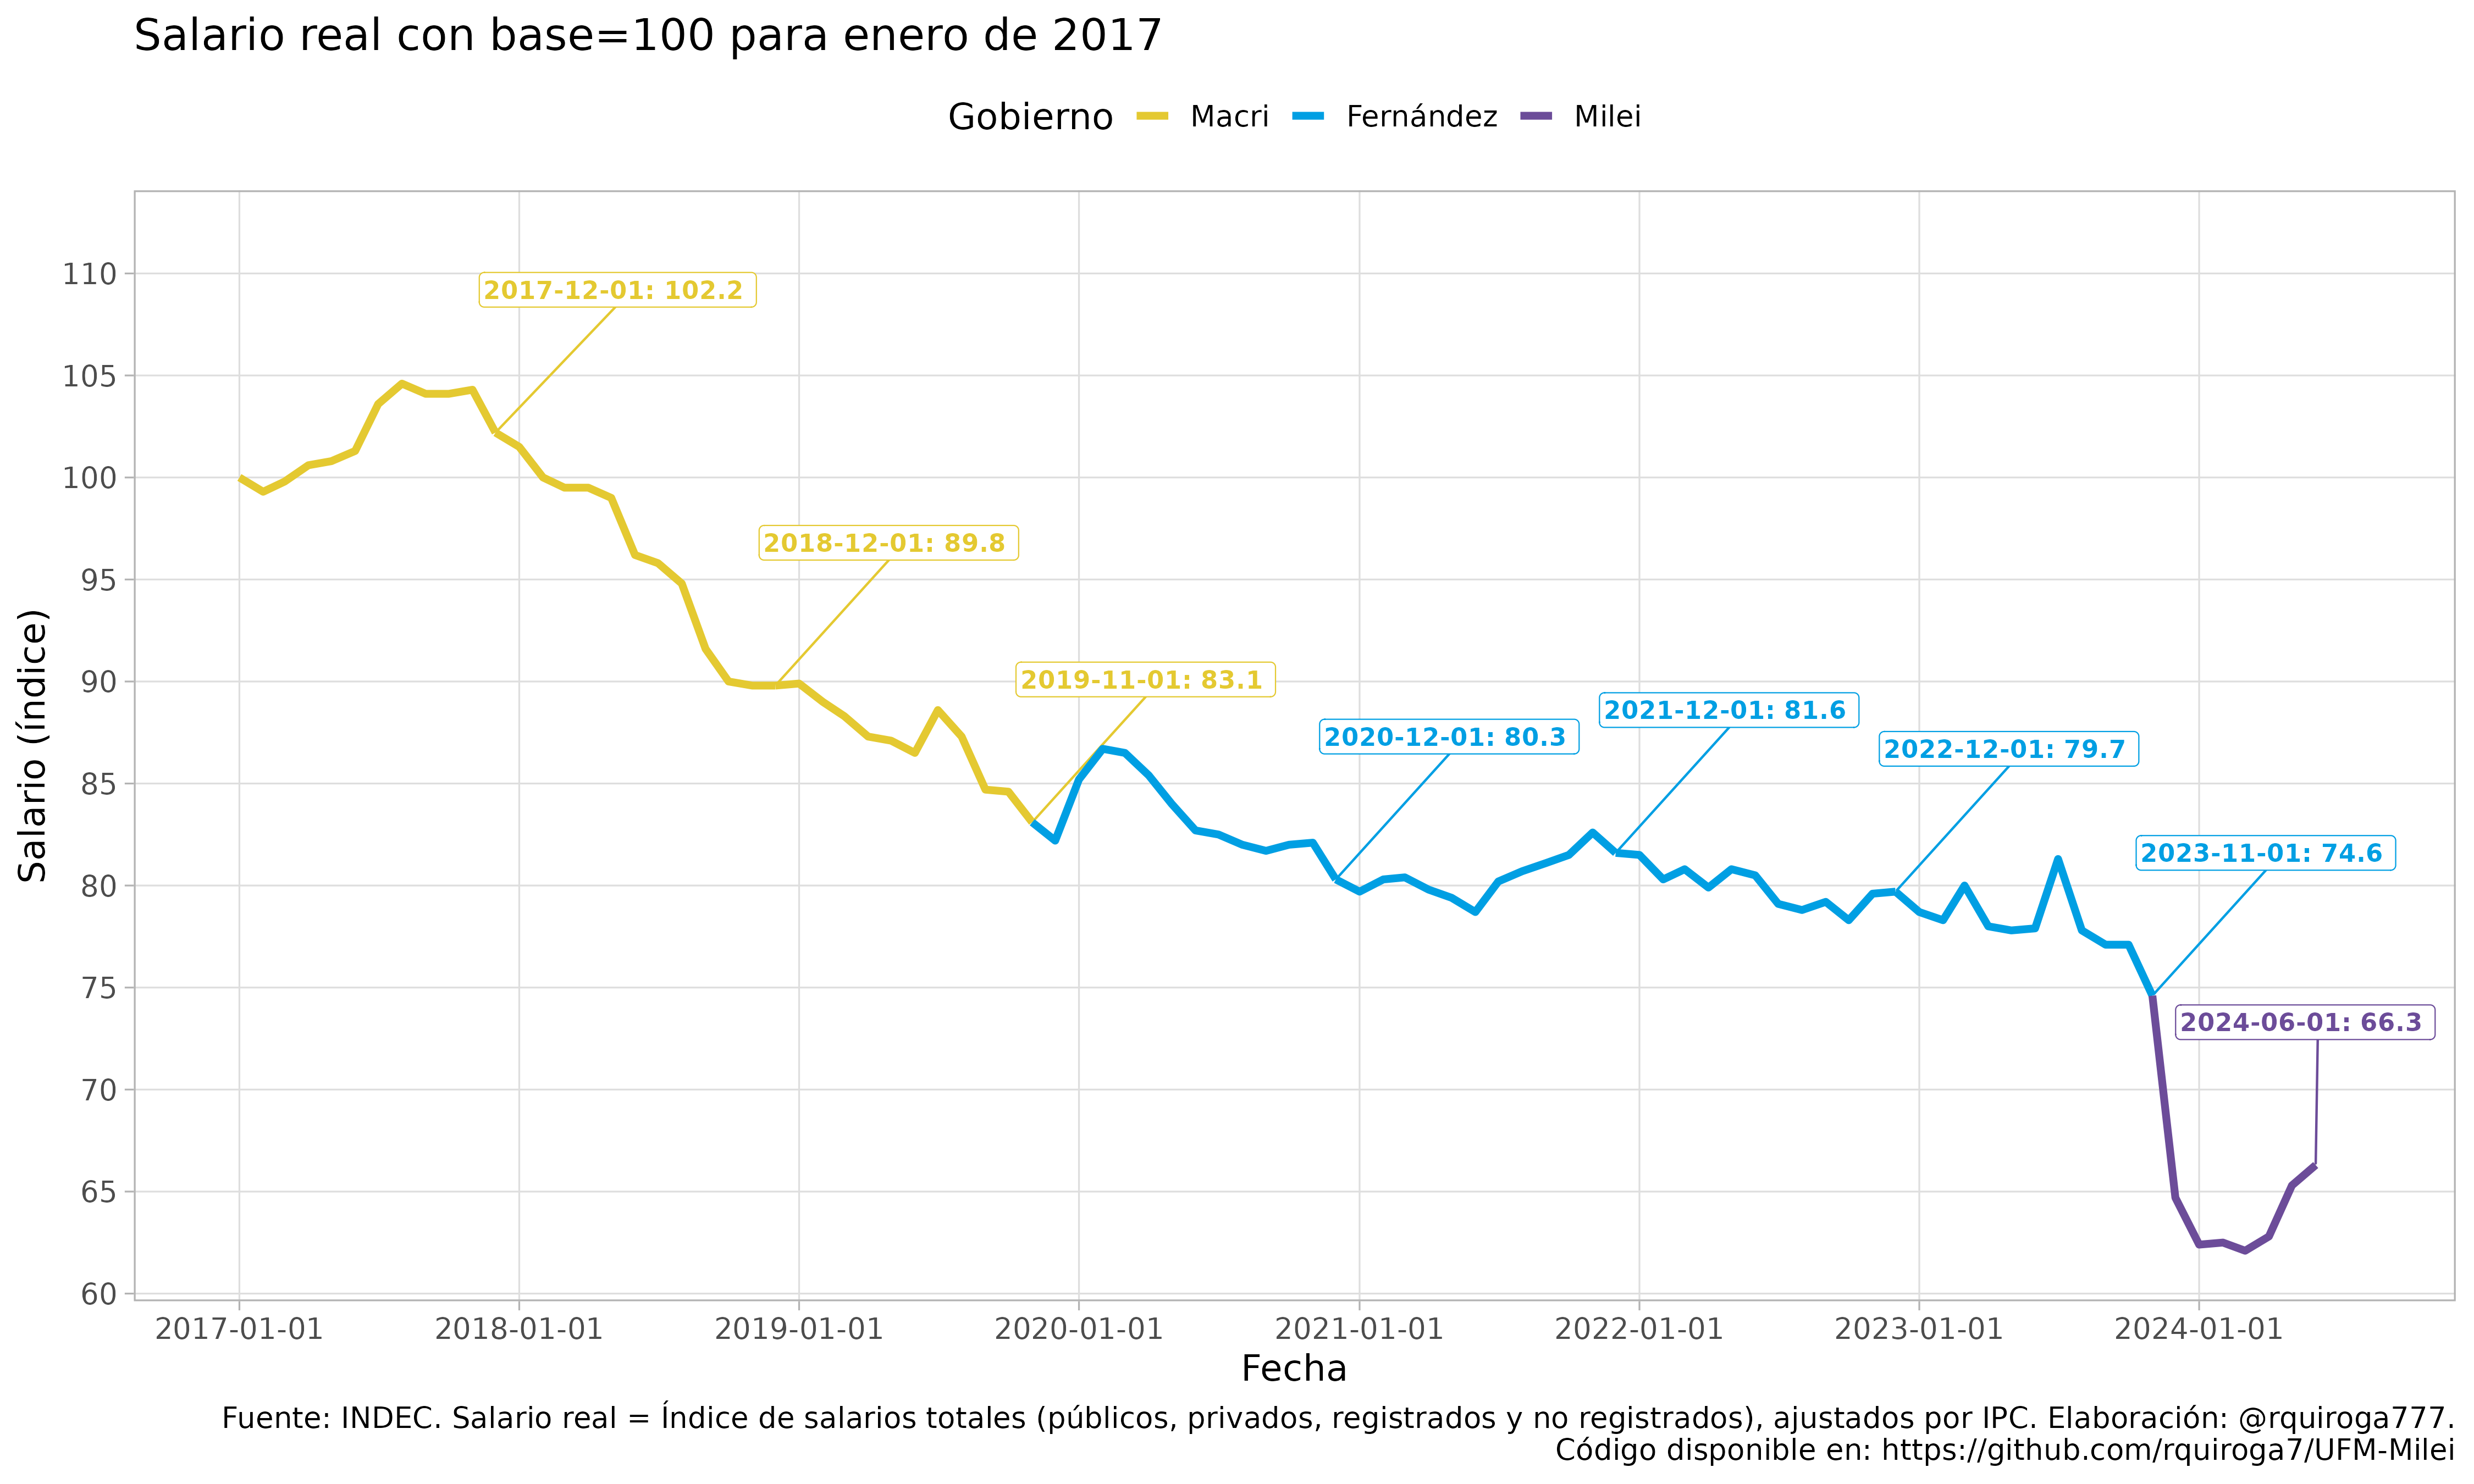 Salario real con base=100 para enero de 2017
Gobierno Macri Fernández Milei
Salario (índice)
110
105
100
95
90
85
80
75
70
65
60
2017-12-01: 102.2
2018-12-01: 89.8
2019-11-01: 83.1
2020-12-01: 80.3
2021-12-01: 81.6
2022-12-01: 79.7
2023-11-01: 74.6
2024-06-01: 66.3
2017-01-01 2018-01-01 2019-01-01 2020-01-01 2021-01-01 2022-01-01 2023-01-01 2024-01-01
Fecha
Fuente: INDEC. Salario real = Índice de salarios totales (públicos, privados, registrados y no registrados), ajustados por IPC. Elaboración: @rquiroga777.
Código disponible en: https://github.com/rquiroga7/UFM-Milei